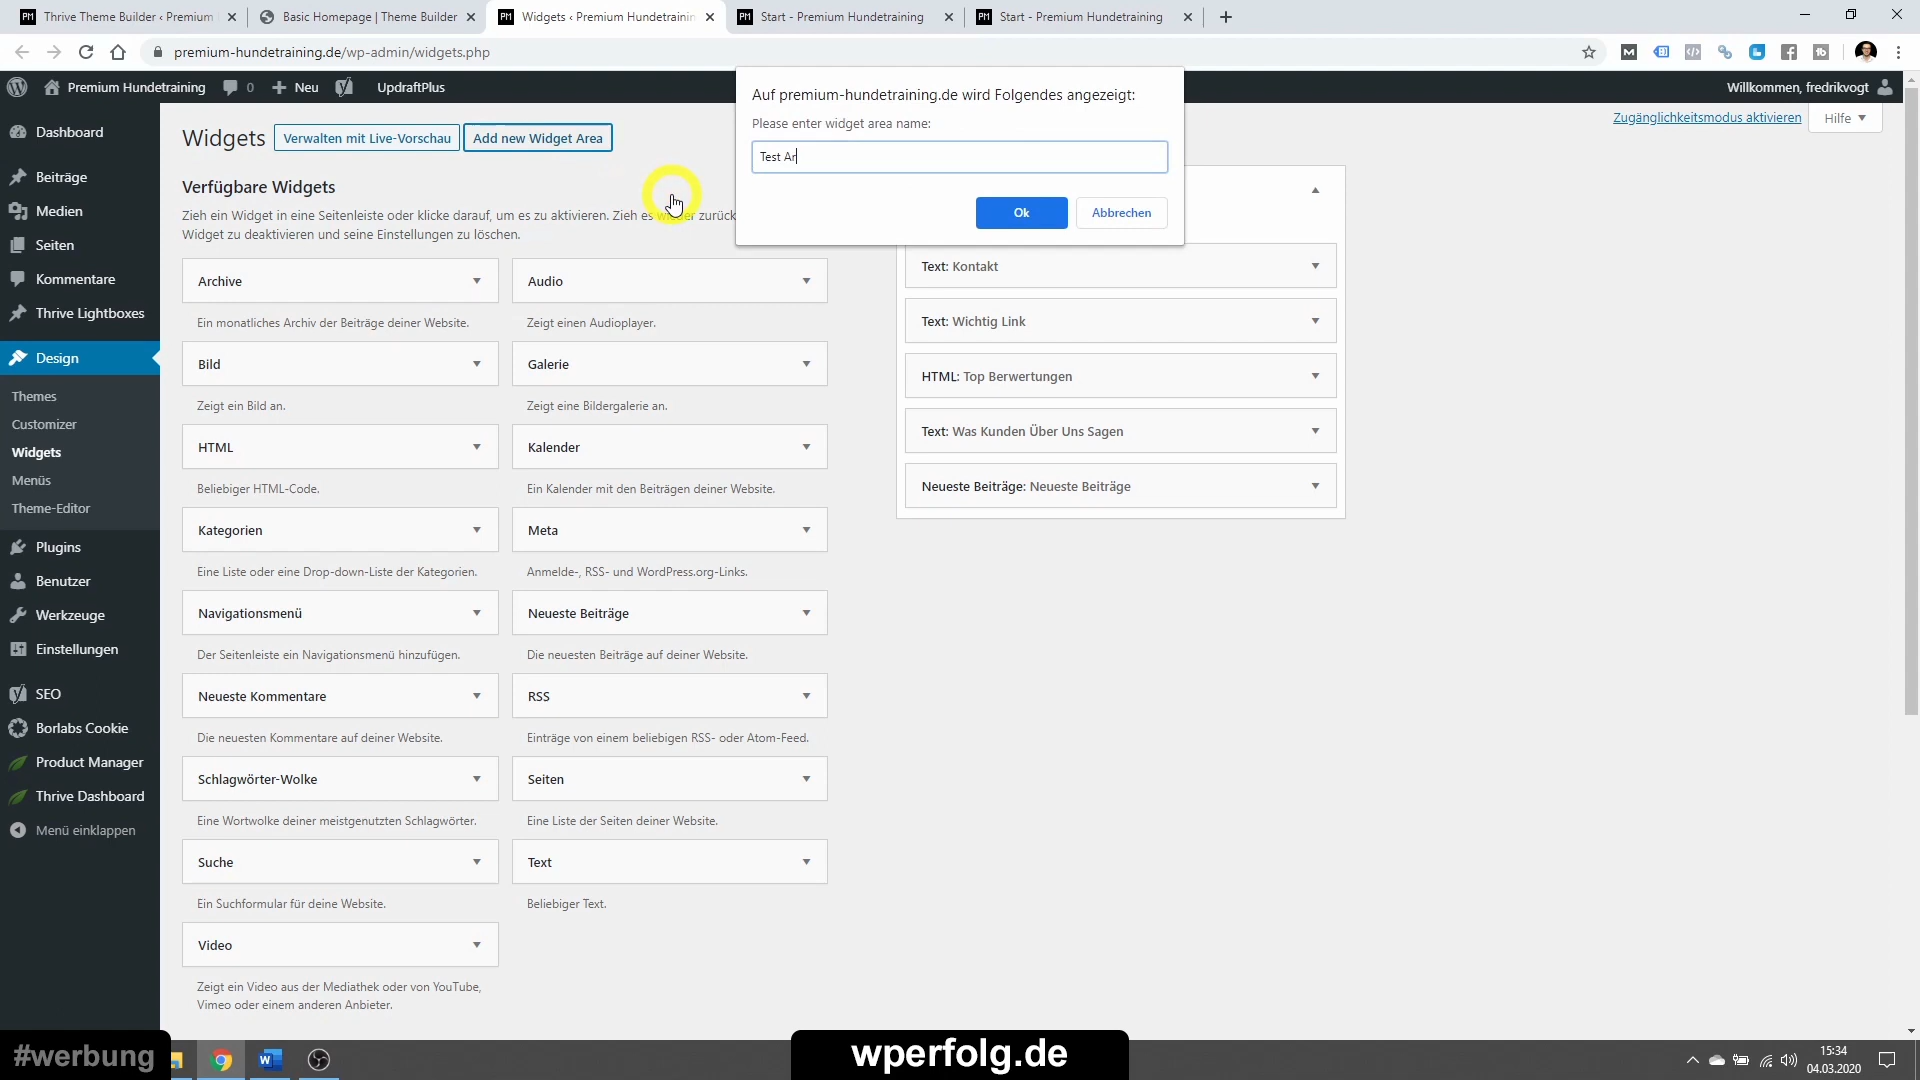 Thrive Theme Builder ‹ Premium
Basic Homepage | Theme Builder
Widgets ‹ Premium Hundetrainin
Start - Premium Hundetraining
Start - Premium Hundetraining
premium-hundetraining.de/wp-admin/widgets.php
Premium Hundetraining
0
Neu
UpdraftPlus
Willkommen, fredrikvogt
Auf premium-hundetraining.de wird Folgendes angezeigt:
Please enter widget area name:
Test Ar
Ok
Abbrechen
Zugänglichkeitsmodus aktivieren
Hilfe
Dashboard
Beiträge
Medien
Seiten
Kommentare
Thrive Lightboxes
Design
Themes
Customizer
Widgets
Menüs
Theme-Editor
Plugins
Benutzer
Werkzeuge
Einstellungen
SEO
Borlabs Cookie
Product Manager
Thrive Dashboard
Menü einklappen
Widgets
Verwalten mit Live-Vorschau
Add new Widget Area
Verfügbare Widgets
Zieh ein Widget in eine Seitenleiste oder klicke darauf, um es zu aktivieren. Zieh es wieder zurück
Widget zu deaktivieren und seine Einstellungen zu löschen.
Archive
Ein monatliches Archiv der Beiträge deiner Website.
Audio
Zeigt einen Audioplayer.
Bild
Zeigt ein Bild an.
Galerie
Zeigt eine Bildergalerie an.
HTML
Beliebiger HTML-Code.
Kalender
Ein Kalender mit den Beiträgen deiner Website.
Kategorien
Eine Liste oder eine Drop-down-Liste der Kategorien.
Meta
Anmelde-, RSS- und WordPress.org-Links.
Navigationsmenü
Der Seitenleiste ein Navigationsmenü hinzufügen.
Neueste Beiträge
Die neuesten Beiträge auf deiner Website.
Neueste Kommentare
Die neuesten Kommentare auf deiner Website.
RSS
Einträge von einem beliebigen RSS- oder Atom-Feed.
Schlagwörter-Wolke
Eine Wortwolke deiner meistgenutzten Schlagwörter.
Seiten
Eine Liste der Seiten deiner Website.
Suche
Ein Suchformular für deine Website.
Text
Beliebiger Text.
Video
Zeigt ein Video aus der Mediathek oder von YouTube,
Vimeo oder einem anderen Anbieter.
Text: Kontakt
Text: Wichtig Link
HTML: Top Berwertungen
Text: Was Kunden Über Uns Sagen
Neueste Beiträge: Neueste Beiträge
#werbung
wperfolg.de
15:34
04.03.2020